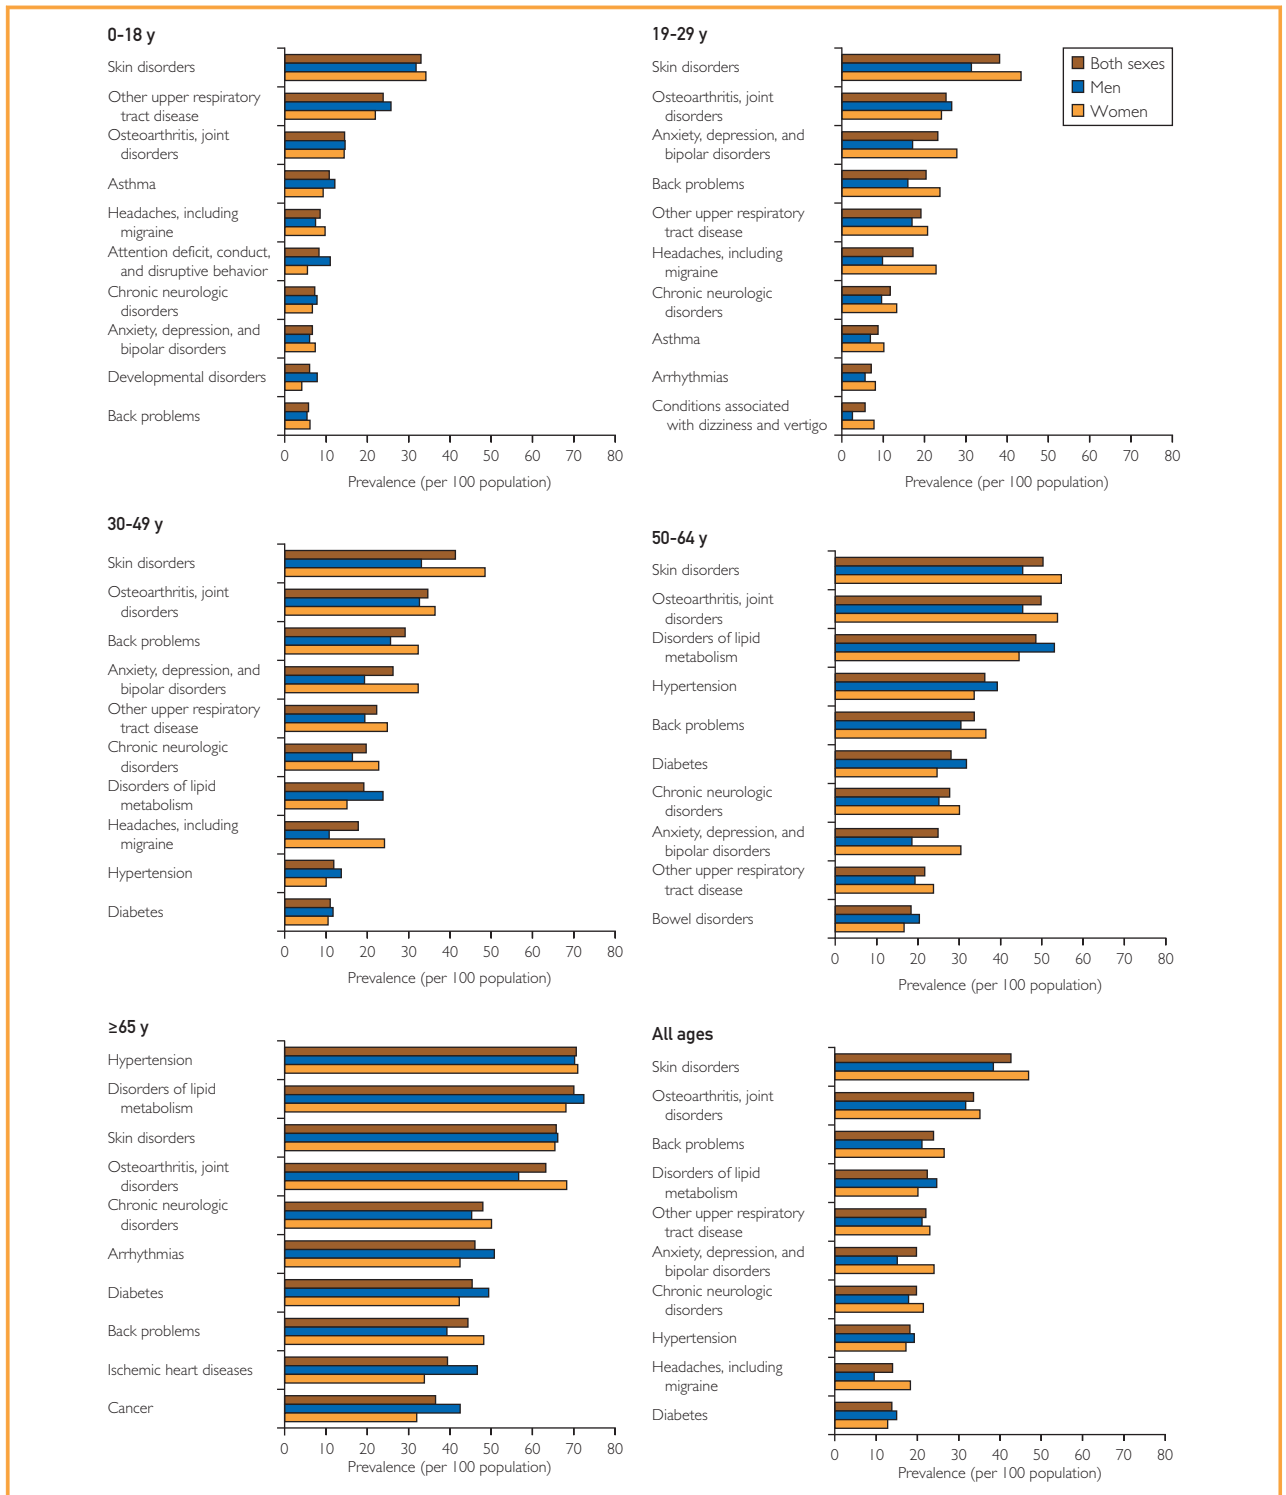 0-18 y
Skin disorders
Other upper respiratory
tract disease
Osteoarthritis, joint
disorders
Asthma
Headaches, including
migraine
Attention deficit, conduct,
and disruptive behavior
Chronic neurologic
disorders
Anxiety, depression, and
bipolar disorders
Developmental disorders
Back problems
0 10 20 30 40 50 60 70 80
Prevalence (per 100 population)
19-29 y
Both sexes
Men
Women
Skin disorders
Osteoarthritis, joint
disorders
Anxiety, depression, and
bipolar disorders
Back problems
Other upper respiratory
tract disease
Headaches, including
migraine
Chronic neurologic
disorders
Asthma
Arrhythmias
Conditions associated
with dizziness and vertigo
0 10 20 30 40 50 60 70 80
Prevalence (per 100 population)
30-49 y
Skin disorders
Osteoarthritis, joint
disorders
Back problems
Anxiety, depression, and
bipolar disorders
Other upper respiratory
tract disease
Chronic neurologic
disorders
Disorders of lipid
metabolism
Headaches, including
migraine
Hypertension
Diabetes
0 10 20 30 40 50 60 70 80
Prevalence (per 100 population)
50-64 y
Skin disorders
Osteoarthritis, joint
disorders
Disorders of lipid
metabolism
Hypertension
Back problems
Diabetes
Chronic neurologic
disorders
Anxiety, depression, and
bipolar disorders
Other upper respiratory
tract disease
Bowel disorders
0 10 20 30 40 50 60 70 80
Prevalence (per 100 population)
≥65 y
Hypertension
Disorders of lipid
metabolism
Skin disorders
Osteoarthritis, joint
disorders
Chronic neurologic
disorders
Arrhythmias
Diabetes
Back problems
Ischemic heart diseases
Cancer
0 10 20 30 40 50 60 70 80
Prevalence (per 100 population)
All ages
Skin disorders
Osteoarthritis, joint
disorders
Back problems
Disorders of lipid
metabolism
Other upper respiratory
tract disease
Anxiety, depression, and
bipolar disorders
Chronic neurologic
disorders
Hypertension
Headaches, including
migraine
Diabetes
0 10 20 30 40 50 60 70 80
Prevalence (per 100 population)